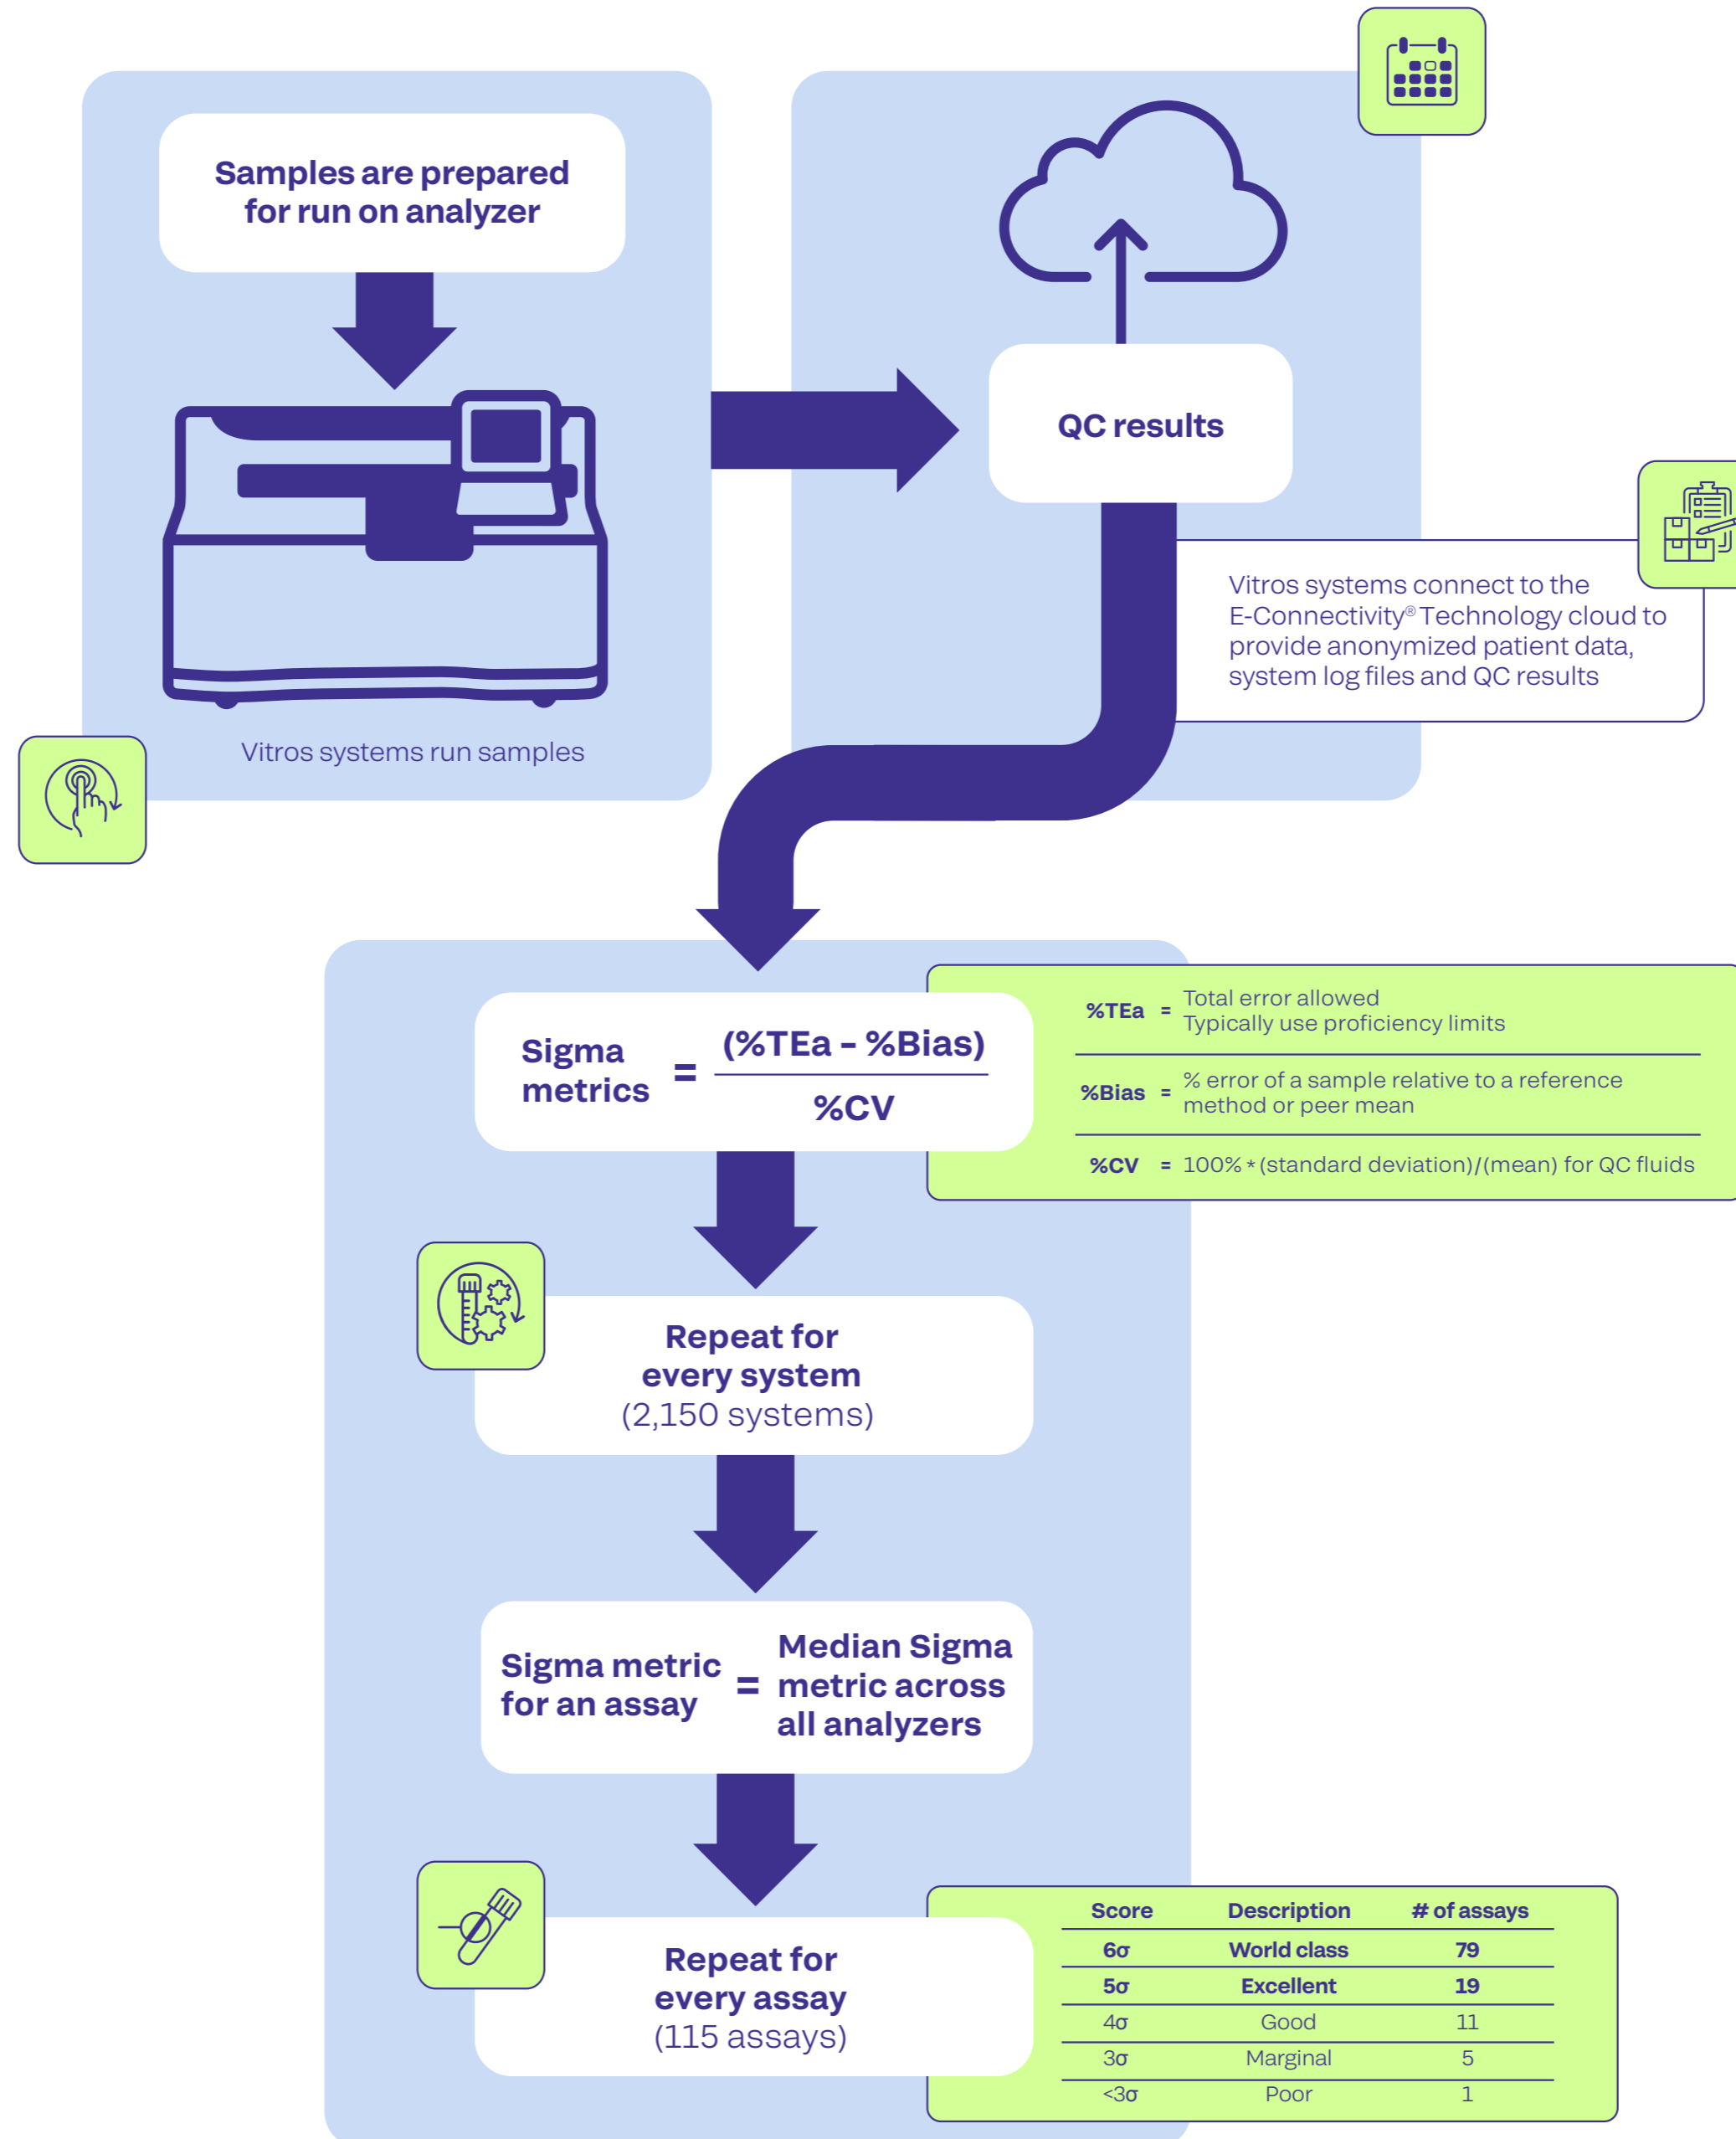 Samples are prepared
for run on analyzer
Vitros systems run samples
QC results
Vitros systems connect to the
E-Connectivity® Technology cloud to
provide anonymized patient data,
system log files and QC results
Sigma
metrics
=
(%TEa - %Bias)
%CV
%TEa = Total error allowed
Typically use proficiency limits
%Bias = % error of a sample relative to a reference
method or peer mean
%CV = 100% * (standard deviation)/(mean) for QC fluids
Repeat for
every system
(2,150 systems)
Sigma metric
for an assay
=
Median Sigma
metric across
all analyzers
Repeat for
every assay
(115 assays)
Score Description # of assays
6σ World class 79
5σ Excellent 19
4σ Good 11
3σ Marginal 5
<3σ Poor 1